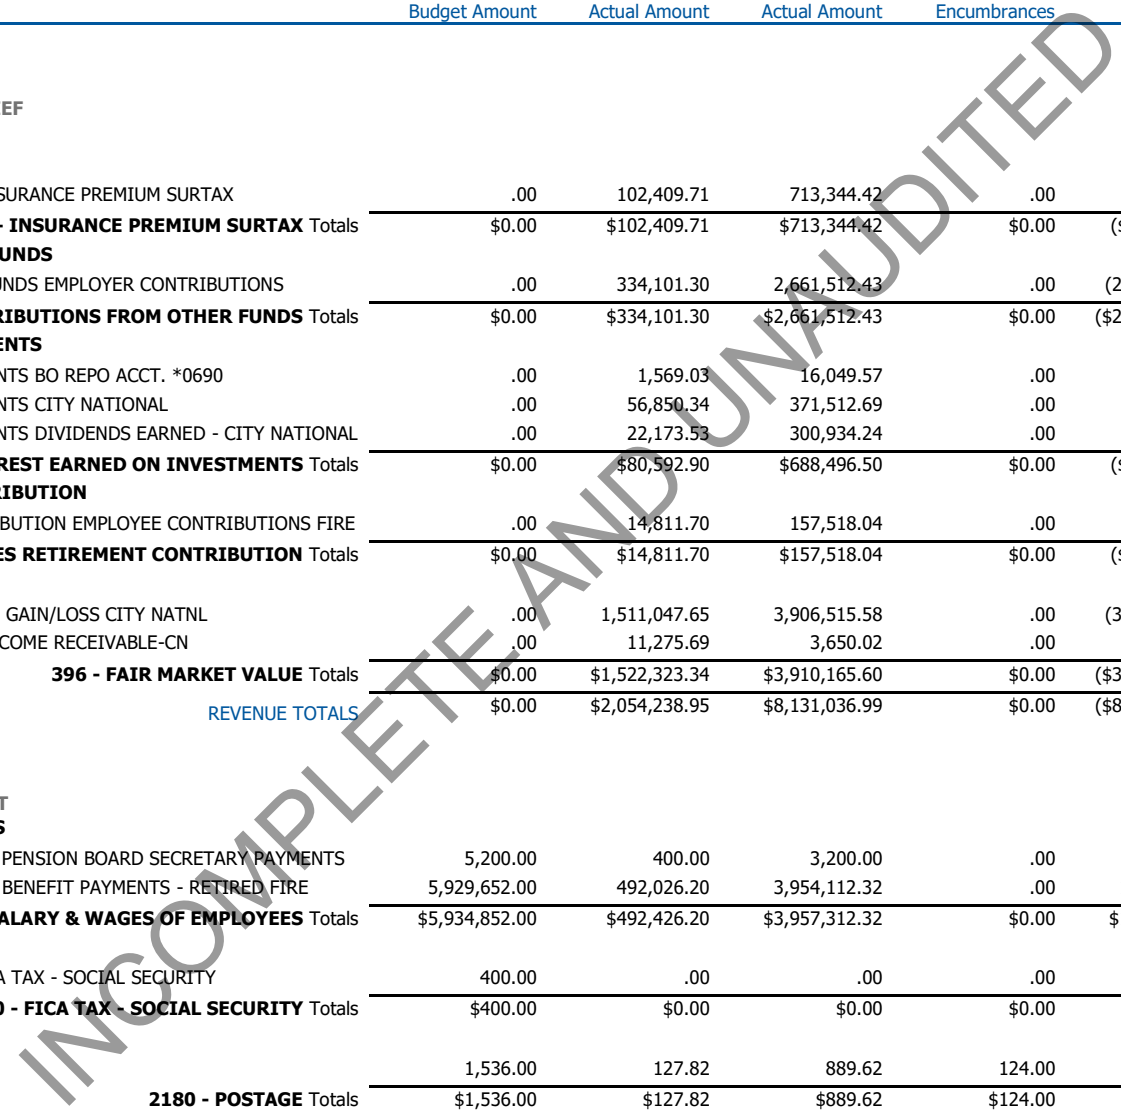 Budget Amount Actual Amount Actual Amount Encumbrances
EEF
SURANCE PREMIUM SURTAX .00 102,409.71 713,344.42 .00
- INSURANCE PREMIUM SURTAX Totals $0.00 $102,409.71 $713,344.42 $0.00 ($
UNDS
UNDS EMPLOYER CONTRIBUTIONS .00 334,101.30 2,661,512.43 .00 (2
RIBUTIONS FROM OTHER FUNDS Totals $0.00 $334,101.30 $2,661,512.43 $0.00 ($2
ENTS
NTS BO REPO ACCT. *0690 .00 1,569.03 16,049.57 .00
NTS CITY NATIONAL .00 56,850.34 371,512.69 .00
NTS DIVIDENDS EARNED - CITY NATIONAL .00 22,173.53 300,934.24 .00
REST EARNED ON INVESTMENTS Totals $0.00 $80,592.90 $688,496.50 $0.00 ($
RIBUTION
BUTION EMPLOYEE CONTRIBUTIONS FIRE .00 14,811.70 157,518.04 .00
ES RETIREMENT CONTRIBUTION Totals $0.00 $14,811.70 $157,518.04 $0.00 ($
GAIN/LOSS CITY NATNL .00 1,511,047.65 3,906,515.58 .00 (3
COME RECEIVABLE-CN .00 11,275.69 3,650.02 .00
396 - FAIR MARKET VALUE Totals $0.00 $1,522,323.34 $3,910,165.60 $0.00 ($3
REVENUE TOTALS $0.00 $2,054,238.95 $8,131,036.99 $0.00 ($8
T
S
PENSION BOARD SECRETARY PAYMENTS 5,200.00 400.00 3,200.00 .00
BENEFIT PAYMENTS - RETIRED FIRE 5,929,652.00 492,026.20 3,954,112.32 .00
ALARY & WAGES OF EMPLOYEES Totals $5,934,852.00 $492,426.20 $3,957,312.32 $0.00 $
A TAX - SOCIAL SECURITY 400.00 .00 .00 .00
0 - FICA TAX - SOCIAL SECURITY Totals $400.00 $0.00 $0.00 $0.00
1,536.00 127.82 889.62 124.00
2180 - POSTAGE Totals $1,536.00 $127.82 $889.62 $124.00
INCOMPLETE AND UNAUDITED